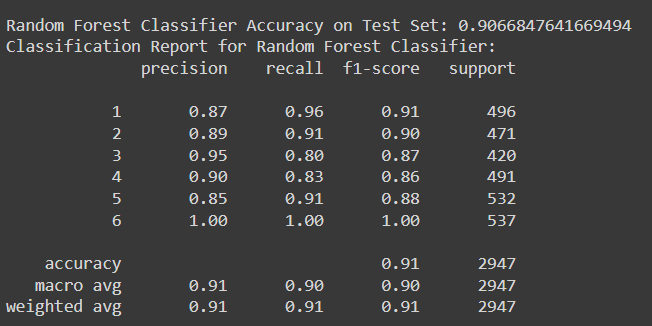 Random Forest Classifier Accuracy on Test Set: 0.9066847641669494
Classification Report for Random Forest Classifier:
precision recall f1-score support
1 0.87 0.96 0.91 496
2 0.89 0.91 0.90 471
3 0.95 0.80 0.87 420
4 0.90 0.83 0.86 491
5 0.85 0.91 0.88 532
6 1.00 1.00 1.00 537
accuracy 0.91 2947
macro avg 0.91 0.90 0.90 2947
weighted avg 0.91 0.91 0.91 2947